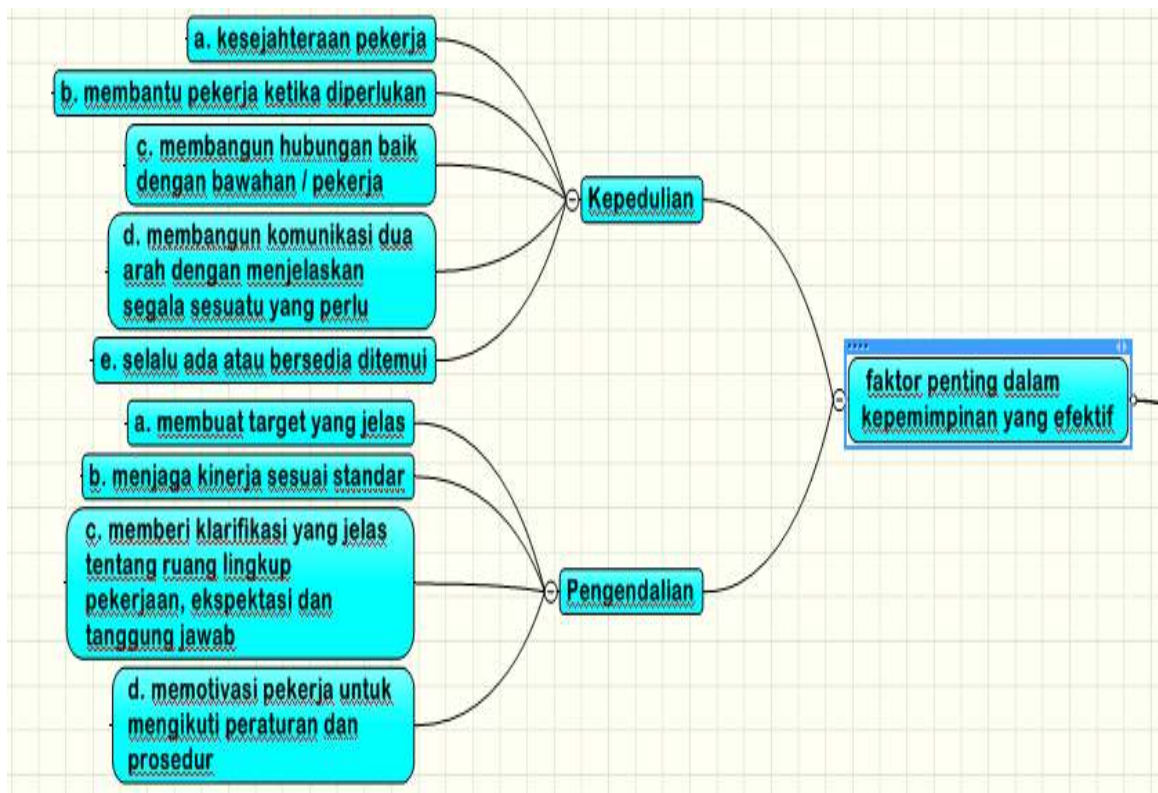 a. kesejahteraan pekerja
b. membantu pekerja ketika diperlukan
c. membangun hubungan baik
dengan bawahan / pekerja
d. membangun komunikasi dua
arah dengan menjelaskan
segala sesuatu yang perlu
e. selalu ada atau bersedia ditemui
Kepedulian
a. membuat target yang jelas
b. menjaga kinerja sesuai standar
c. memberi klarifikasi yang jelas
tentang ruang lingkup
pekerjaan, ekspektasi dan
tanggung jawab
d. memotivasi pekerja untuk
mengikuti peraturan dan
prosedur
Pengendalian
faktor penting dalam
kepemimpinan yang efektif